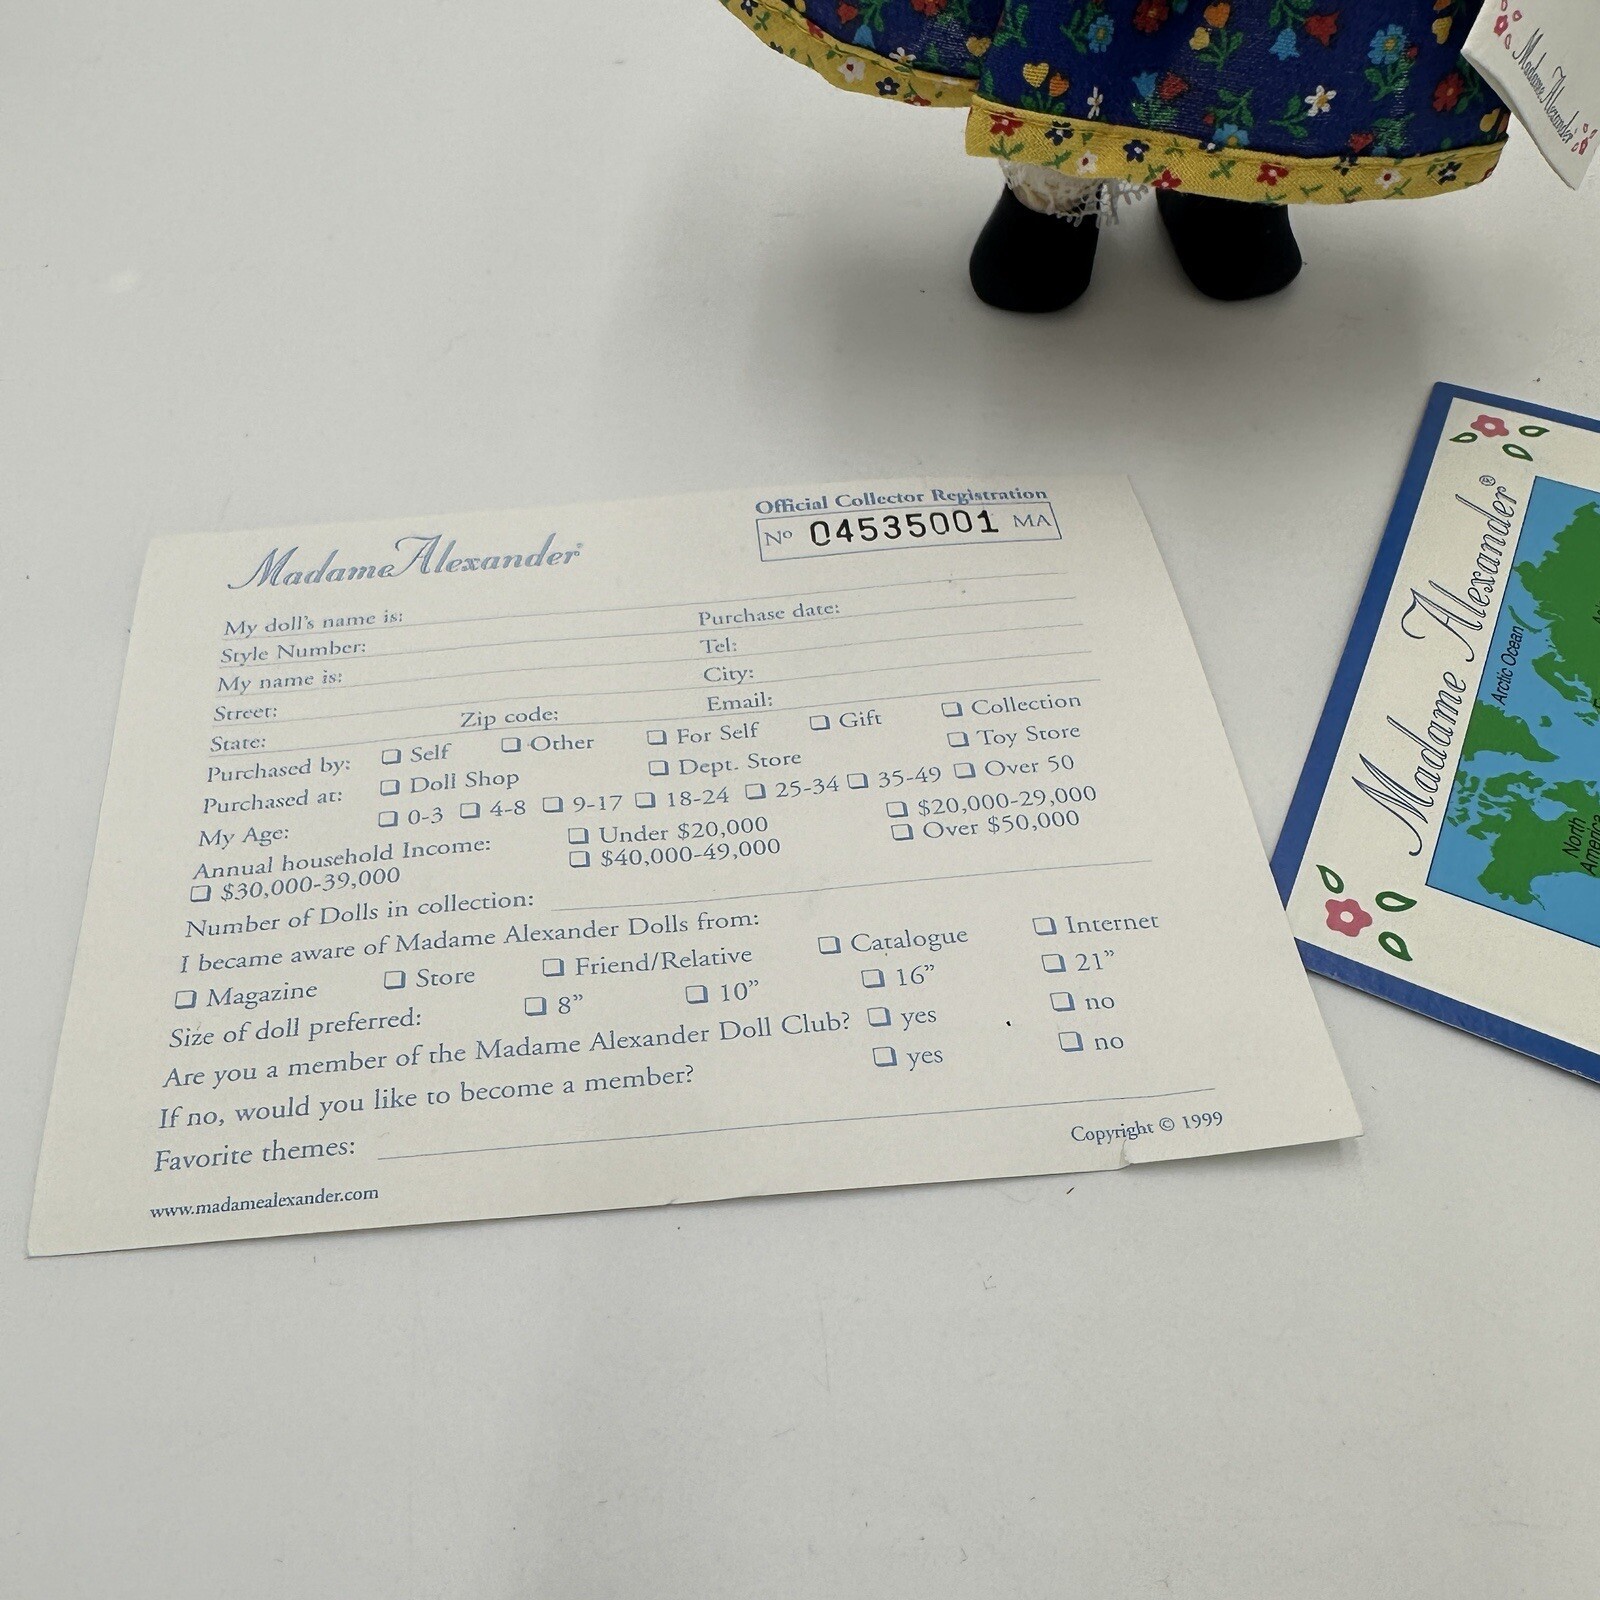 Madame Alexander®
Madame Alexander®
Official Collector Registration
Nº 04535001 MA
My doll's name is:
Style Number: Purchase date:
My name is: Tel:
Street: City:
State: Zip code: Email:
Purchased by: ❑ Self ❑ Other ❑ For Self ❑ Gift ❑ Collection
Purchased at: ❑ Doll Shop ❑ Dept. Store ❑ Toy Store
My Age: ❑ 0-3 ❑ 4-8 ❑ 9-17 ❑ 18-24 ❑ 25-34 ❑ 35-49 ❑ Over 50
Annual household Income: ❑ Under $20,000 ❑ $20,000-29,000
❑ $30,000-39,000 ❑ $40,000-49,000 ❑ Over $50,000
Number of Dolls in collection:
I became aware of Madame Alexander Dolls from:
❑ Magazine ❑ Store ❑ Friend/Relative ❑ Catalogue ❑ Internet
Size of doll preferred: ❑ 8” ❑ 10” ❑ 16” ❑ 21”
Are you a member of the Madame Alexander Doll Club? ❑ yes ❑ no
If no, would you like to become a member? ❑ yes ❑ no
Favorite themes:
www.madamealexander.com Copyright © 1999
Madame Alexander®
Arctic Ocean
North
America